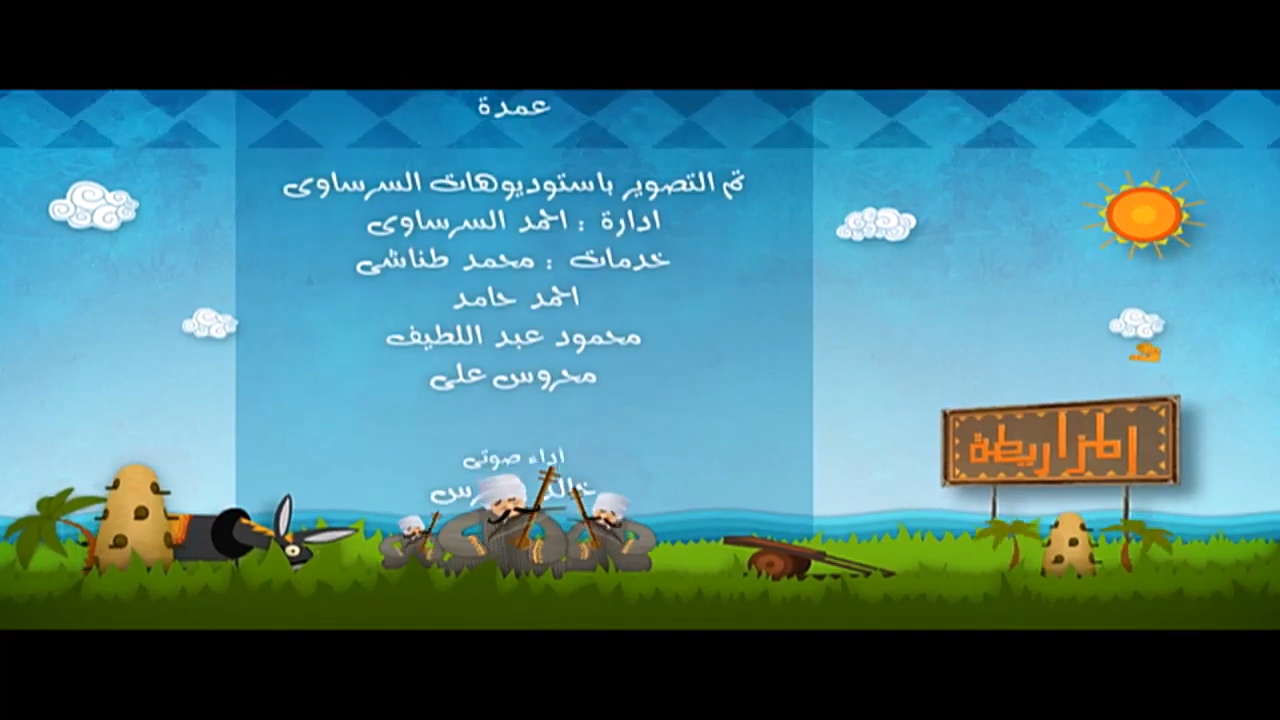 عمدة
تم التصوير باستوديوهات السرساوى
ادارة : احمد السرساوى
خدمات : محمد طناشى
احمد حامد
محمود عبد اللطيف
محروس على
اداء صوتى
المزاريطة